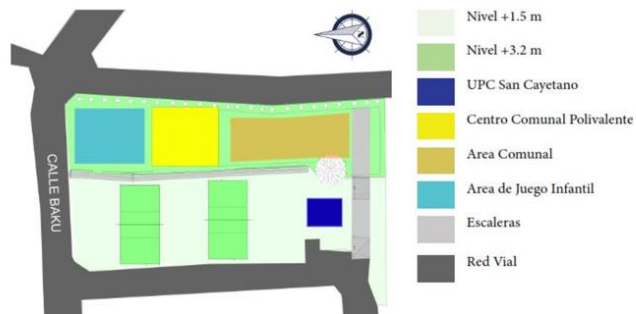 Nivel +1.5 m
Nivel +3.2 m
UPC San Cayetano
Centro Comunal Polivalente
Area Comunal
Area de Juego Infantil
Escaleras
Red Vial
CALLE BAKU